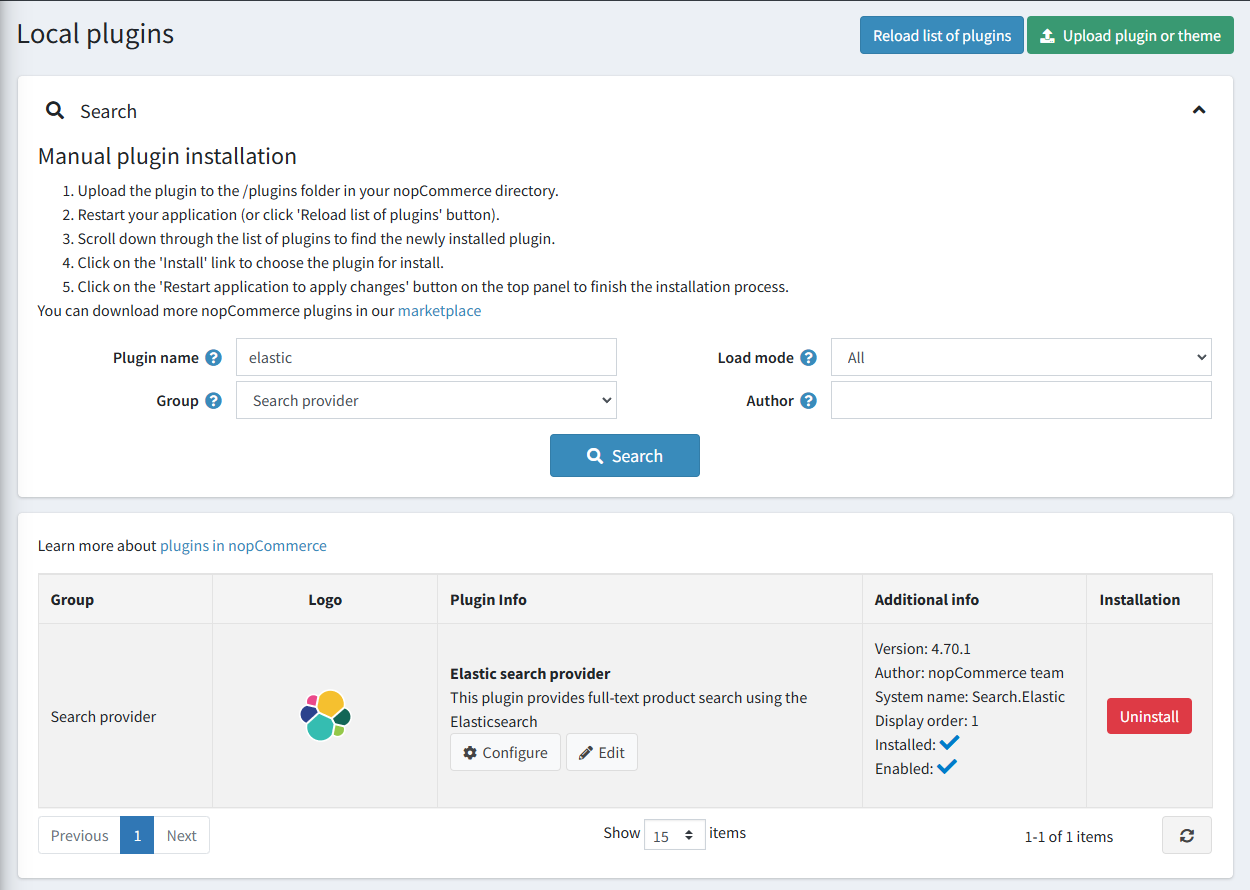 Local plugins
Reload list of plugins
Upload plugin or theme
Search
Manual plugin installation
1. Upload the plugin to the /plugins folder in your nopCommerce directory.
2. Restart your application (or click 'Reload list of plugins' button).
3. Scroll down through the list of plugins to find the newly installed plugin.
4. Click on the 'Install' link to choose the plugin for install.
5. Click on the 'Restart application to apply changes' button on the top panel to finish the installation process.
You can download more nopCommerce plugins in our marketplace
Plugin name ? elastic
Load mode ? All
Group ? Search provider
Author ?
Search
Learn more about plugins in nopCommerce
Group Logo Plugin Info Additional info Installation
Search provider
Elastic search provider
This plugin provides full-text product search using the
Elasticsearch
Configure Edit
Version: 4.70.1
Author: nopCommerce team
System name: Search.Elastic
Display order: 1
Installed:
Enabled:
Uninstall
Previous 1 Next
Show 15 items
1-1 of 1 items